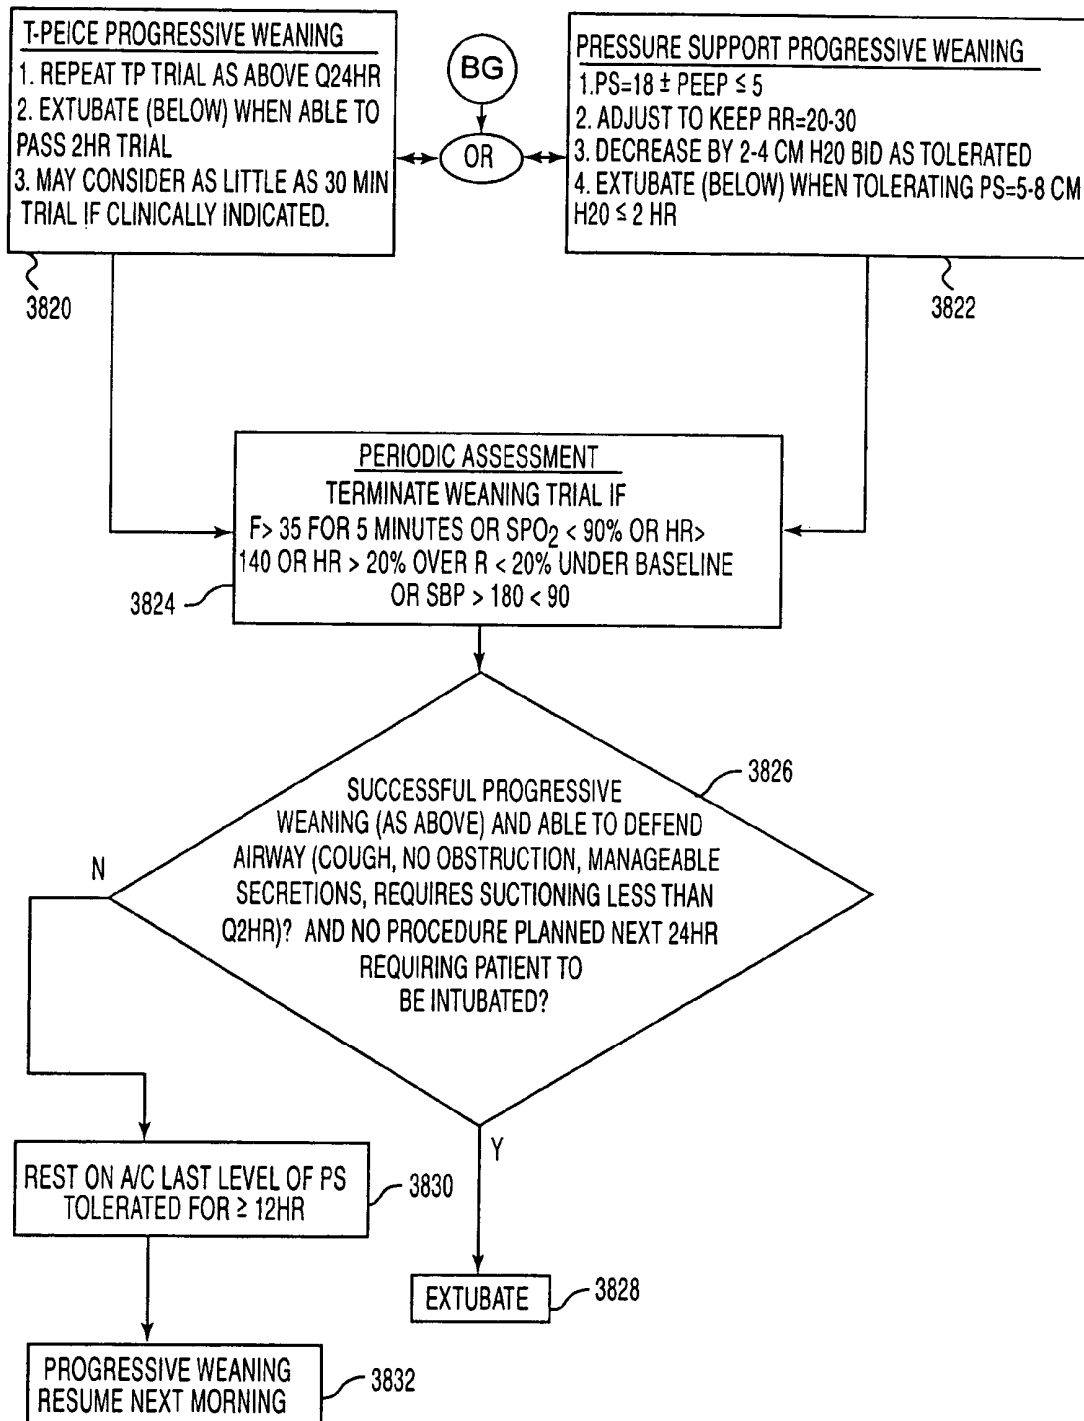 T-PEICE PROGRESSIVE WEANING
1. REPEAT TP TRIAL AS ABOVE Q24HR
2. EXTUBATE (BELOW) WHEN ABLE TO
PASS 2HR TRIAL
3. MAY CONSIDER AS LITTLE AS 30 MIN
TRIAL IF CLINICALLY INDICATED.
3820
BG
OR
PRESSURE SUPPORT PROGRESSIVE WEANING
1.PS=18 ± PEEP ≤ 5
2. ADJUST TO KEEP RR=20-30
3. DECREASE BY 2-4 CM H20 BID AS TOLERATED
4. EXTUBATE (BELOW) WHEN TOLERATING PS=5-8 CM
H20 ≤ 2 HR
3822
PERIODIC ASSESSMENT
TERMINATE WEANING TRIAL IF
F> 35 FOR 5 MINUTES OR SPO₂ < 90% OR HR>
140 OR HR > 20% OVER R < 20% UNDER BASELINE
OR SBP > 180 < 90
3824
SUCCESSFUL PROGRESSIVE
WEANING (AS ABOVE) AND ABLE TO DEFEND
AIRWAY (COUGH, NO OBSTRUCTION, MANAGEABLE
SECRETIONS, REQUIRES SUCTIONING LESS THAN
Q2HR)? AND NO PROCEDURE PLANNED NEXT 24HR
REQUIRING PATIENT TO
BE INTUBATED?
3826
N
Y
REST ON A/C LAST LEVEL OF PS
TOLERATED FOR ≥ 12HR
3830
EXTUBATE
3828
PROGRESSIVE WEANING
RESUME NEXT MORNING
3832